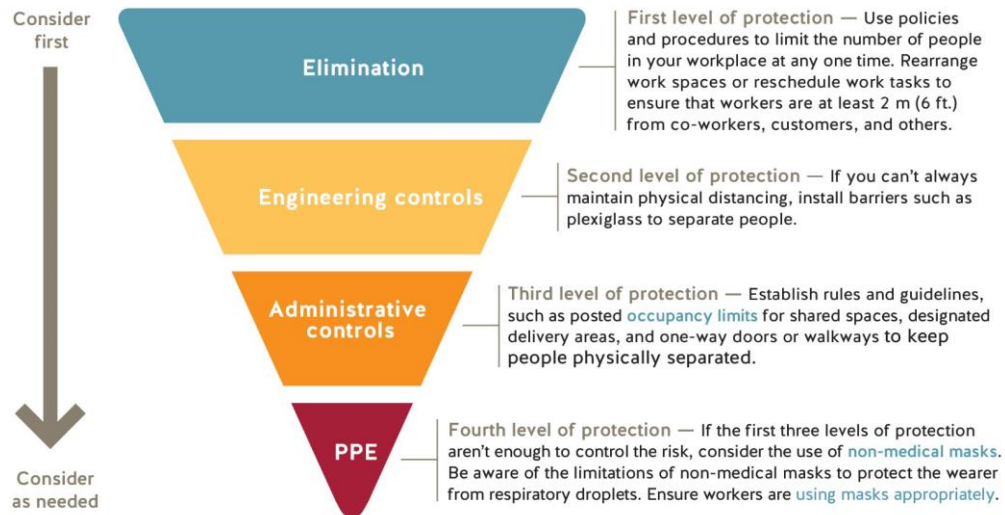 Consider
first
Elimination
First level of protection — Use policies
and procedures to limit the number of people
in your workplace at any one time. Rearrange
work spaces or reschedule work tasks to
ensure that workers are at least 2 m (6 ft.)
from co-workers, customers, and others.
Engineering controls
Second level of protection — If you can't always
maintain physical distancing, install barriers such as
plexiglass to separate people.
Administrative
controls
Third level of protection — Establish rules and guidelines,
such as posted occupancy limits for shared spaces, designated
delivery areas, and one-way doors or walkways to keep
people physically separated.
PPE
Fourth level of protection — If the first three levels of protection
aren't enough to control the risk, consider the use of non-medical masks.
Be aware of the limitations of non-medical masks to protect the wearer
from respiratory droplets. Ensure workers are using masks appropriately.
Consider
as needed